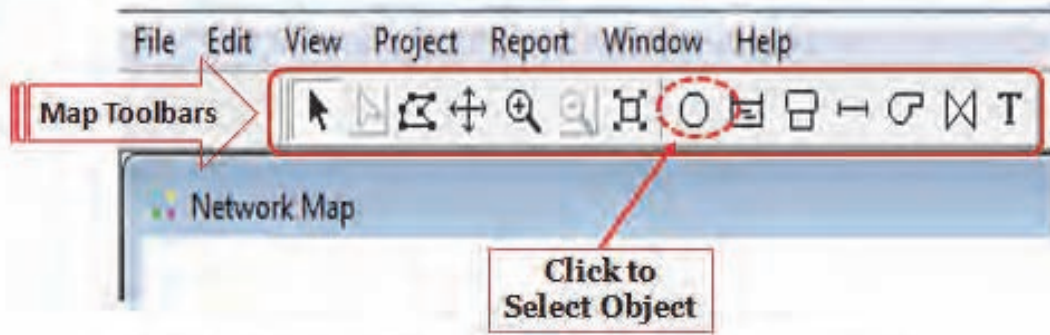 File Edit View Project Report Window Help
Map Toolbars
T
Network Map
Click to
Select Object